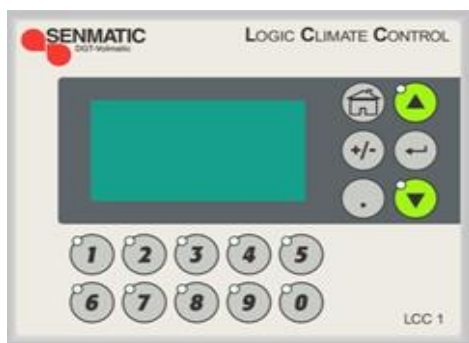 SENMATIC
DGT-Volmatic
LOGIC CLIMATE CONTROL
+/-
.
1 2 3 4 5
6 7 8 9 0
LCC 1